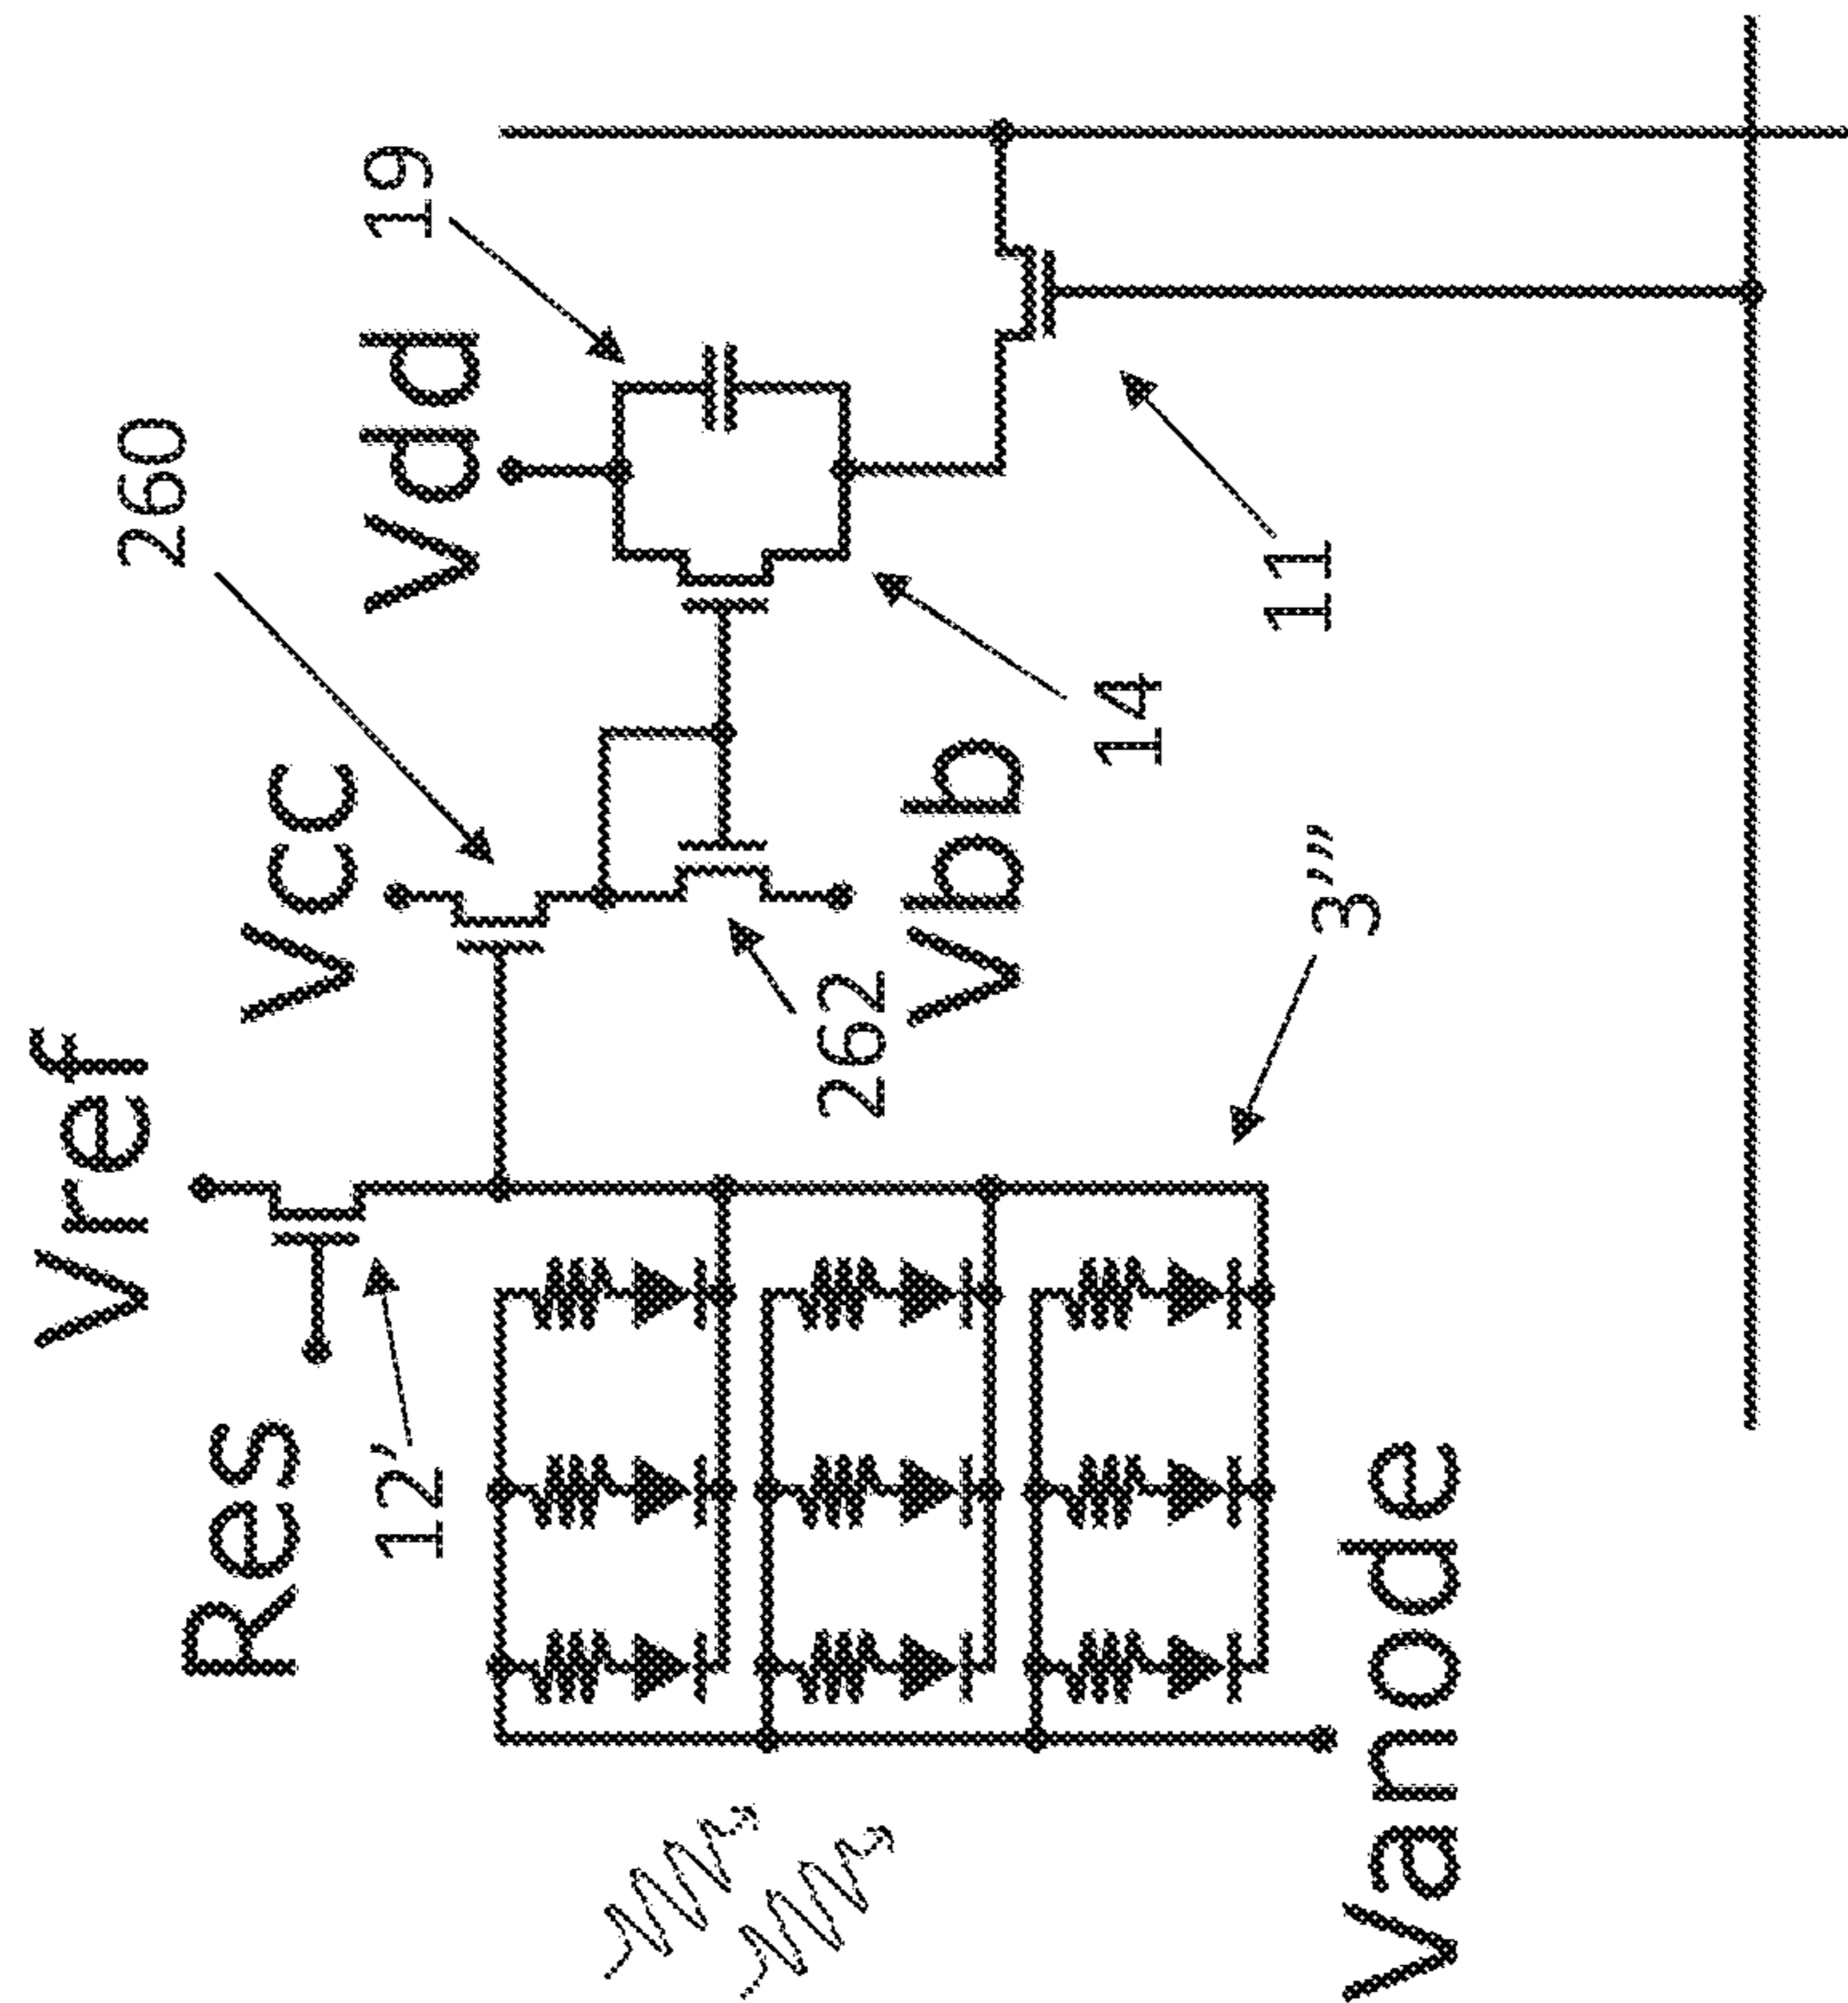 Vref
Res
12’
Vcc
260
Vdd
19
262
Vbb
14
11
3’’’’
Vanode